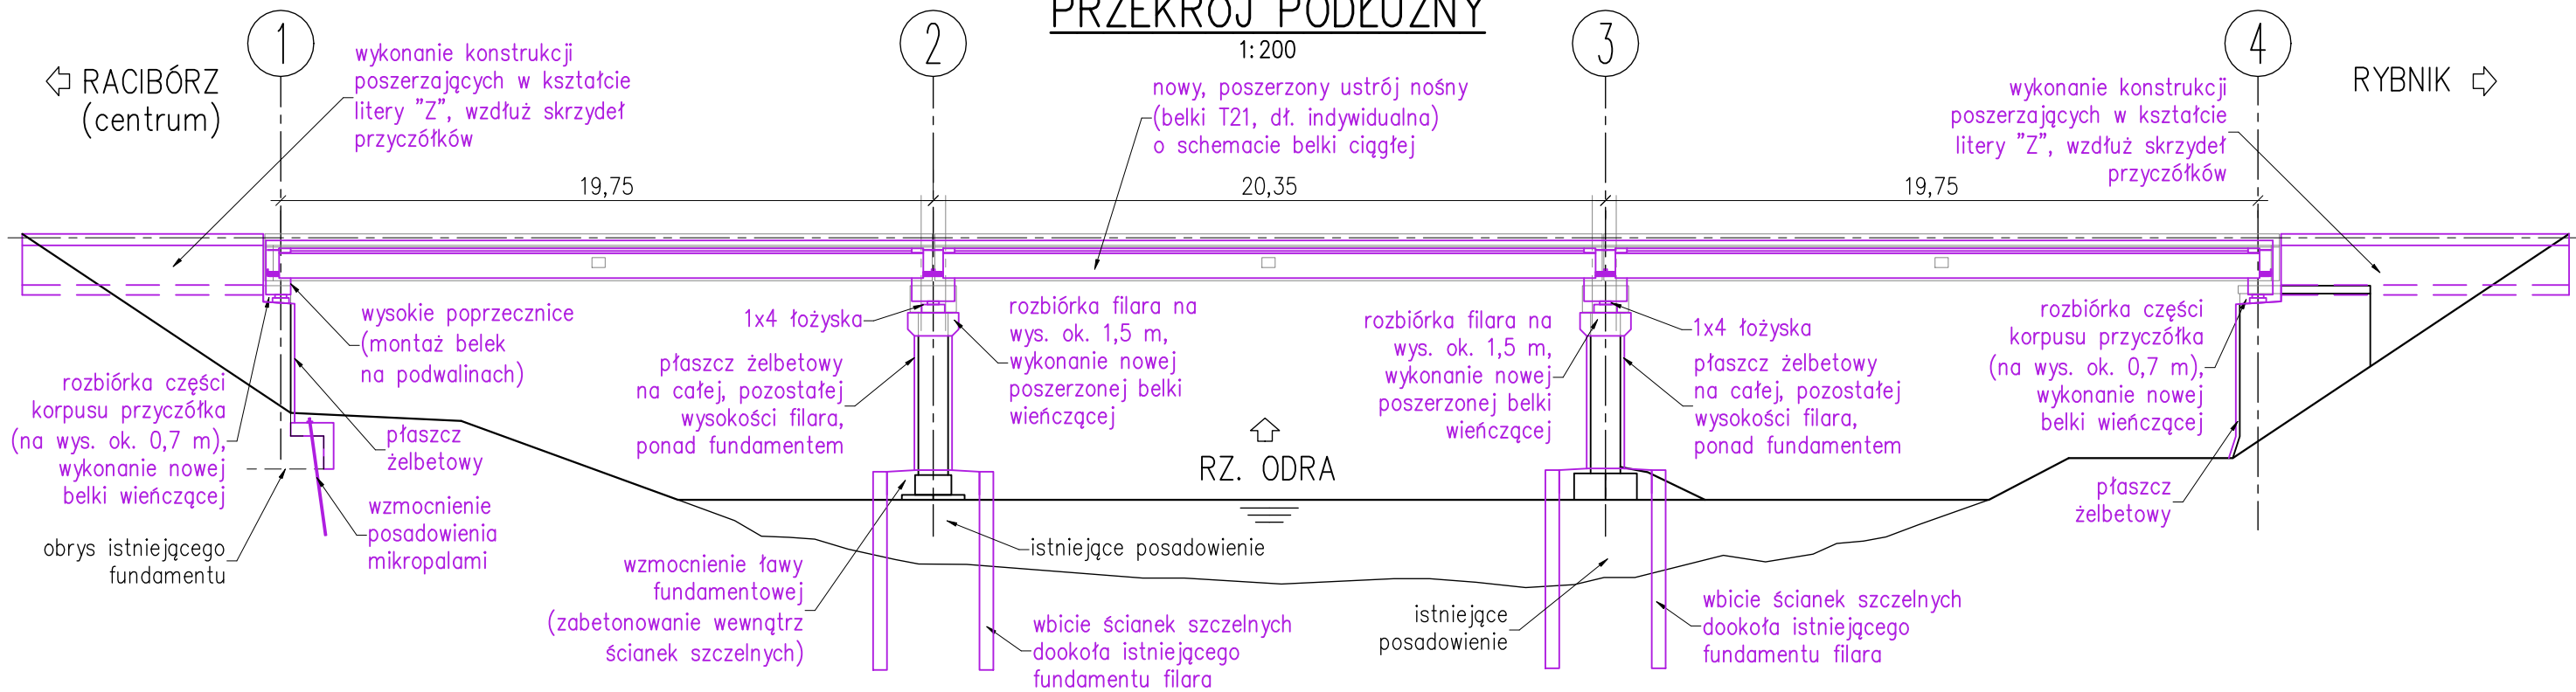 PRZEKRÓJ PODŁUŻNY
1:200
1
2
3
4
RACIBÓRZ
(centrum)
RYBNIK
wykonanie konstrukcji
poszerzających w kształcie
litery "Z", wzdłuż skrzydeł
przyczółków
nowy, poszerzony ustrój nośny
(belki T21, dł. indywidualna)
o schemacie belki ciągłej
wykonanie konstrukcji
poszerzających w kształcie
litery "Z", wzdłuż skrzydeł
przyczółków
19,75
20,35
19,75
rozbiórka części
korpusu przyczółka
(na wys. ok. 0,7 m),
wykonanie nowej
belki wieńczącej
obrys istniejącego
fundamentu
wysokie poprzecznice
(montaż belek
na podwalinach)
płaszcz
żelbetowy
wzmocnienie
posadowienia
mikropalami
1x4 łożyska
płaszcz żelbetowy
na całej, pozostałej
wysokości filara,
ponad fundamentem
wzmocnienie ławy
fundamentowej
(zabetonowanie wewnątrz
ścianek szczelnych)
rozbiórka filara na
wys. ok. 1,5 m,
wykonanie nowej
poszerzonej belki
wieńczącej
istniejące posadowienie
wbicie ścianek szczelnych
dookoła istniejącego
fundamentu filara
RZ. ODRA
rozbiórka filara na
wys. ok. 1,5 m,
wykonanie nowej
poszerzonej belki
wieńczącej
istniejące
posadowienie
1x4 łożyska
płaszcz żelbetowy
na całej, pozostałej
wysokości filara,
ponad fundamentem
wbicie ścianek szczelnych
dookoła istniejącego
fundamentu filara
rozbiórka części
korpusu przyczółka
(na wys. ok. 0,7 m),
wykonanie nowej
belki wieńczącej
płaszcz
żelbetowy